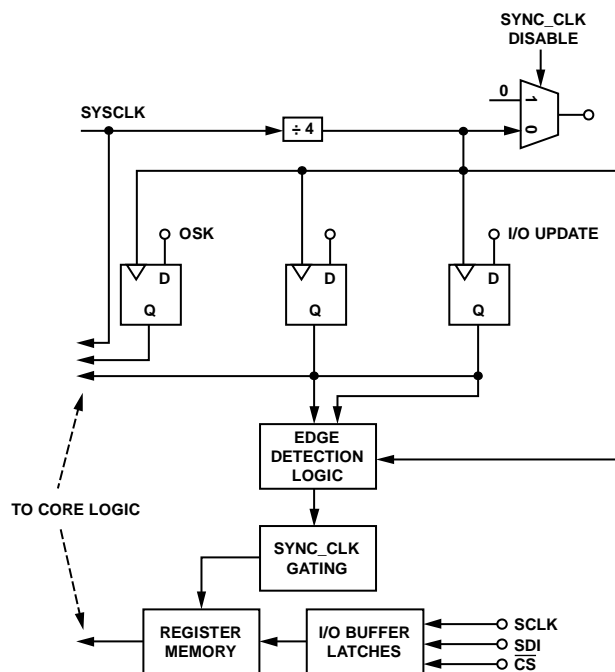 SYNC_CLK
DISABLE
0
1
SYSCLK
÷ 4
0
OSK
I/O UPDATE
D
D
D
Q
Q
Q
EDGE
DETECTION
LOGIC
TO CORE LOGIC
SYNC_CLK
GATING
REGISTER
MEMORY
I/O BUFFER
LATCHES
SCLK
SDI
CS